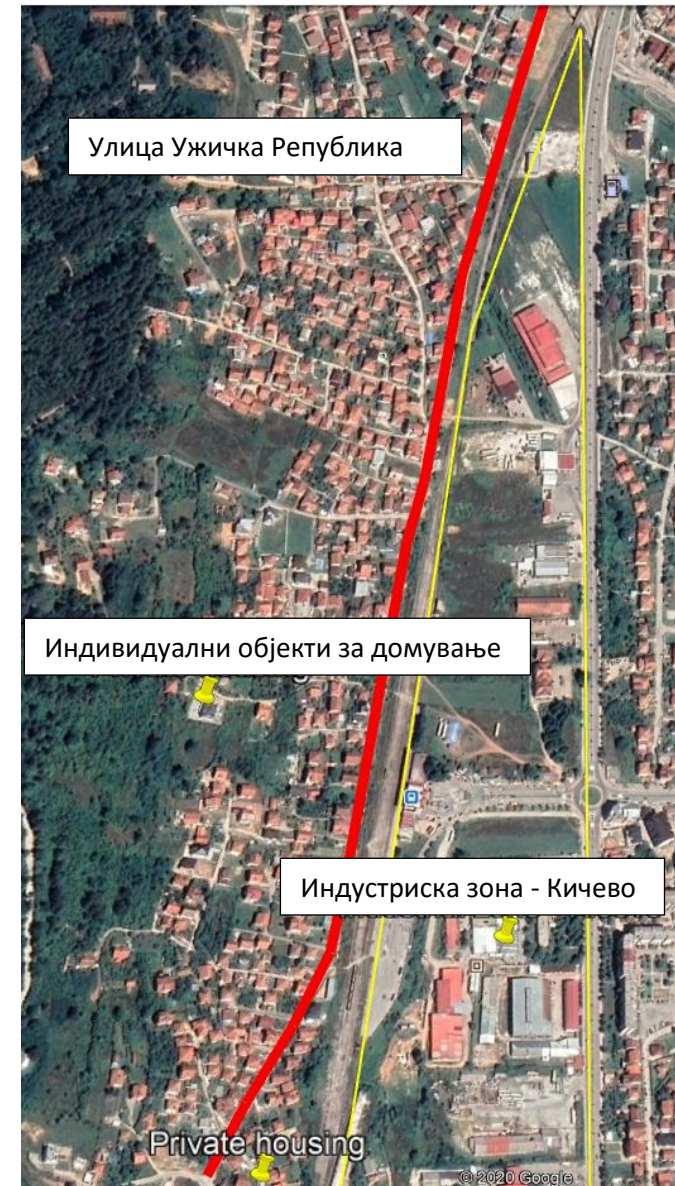 Улица Ужичка Република
Индивидуални објекти за домување
Индустриска зона - Кичево
Private housing
© 2020 Google